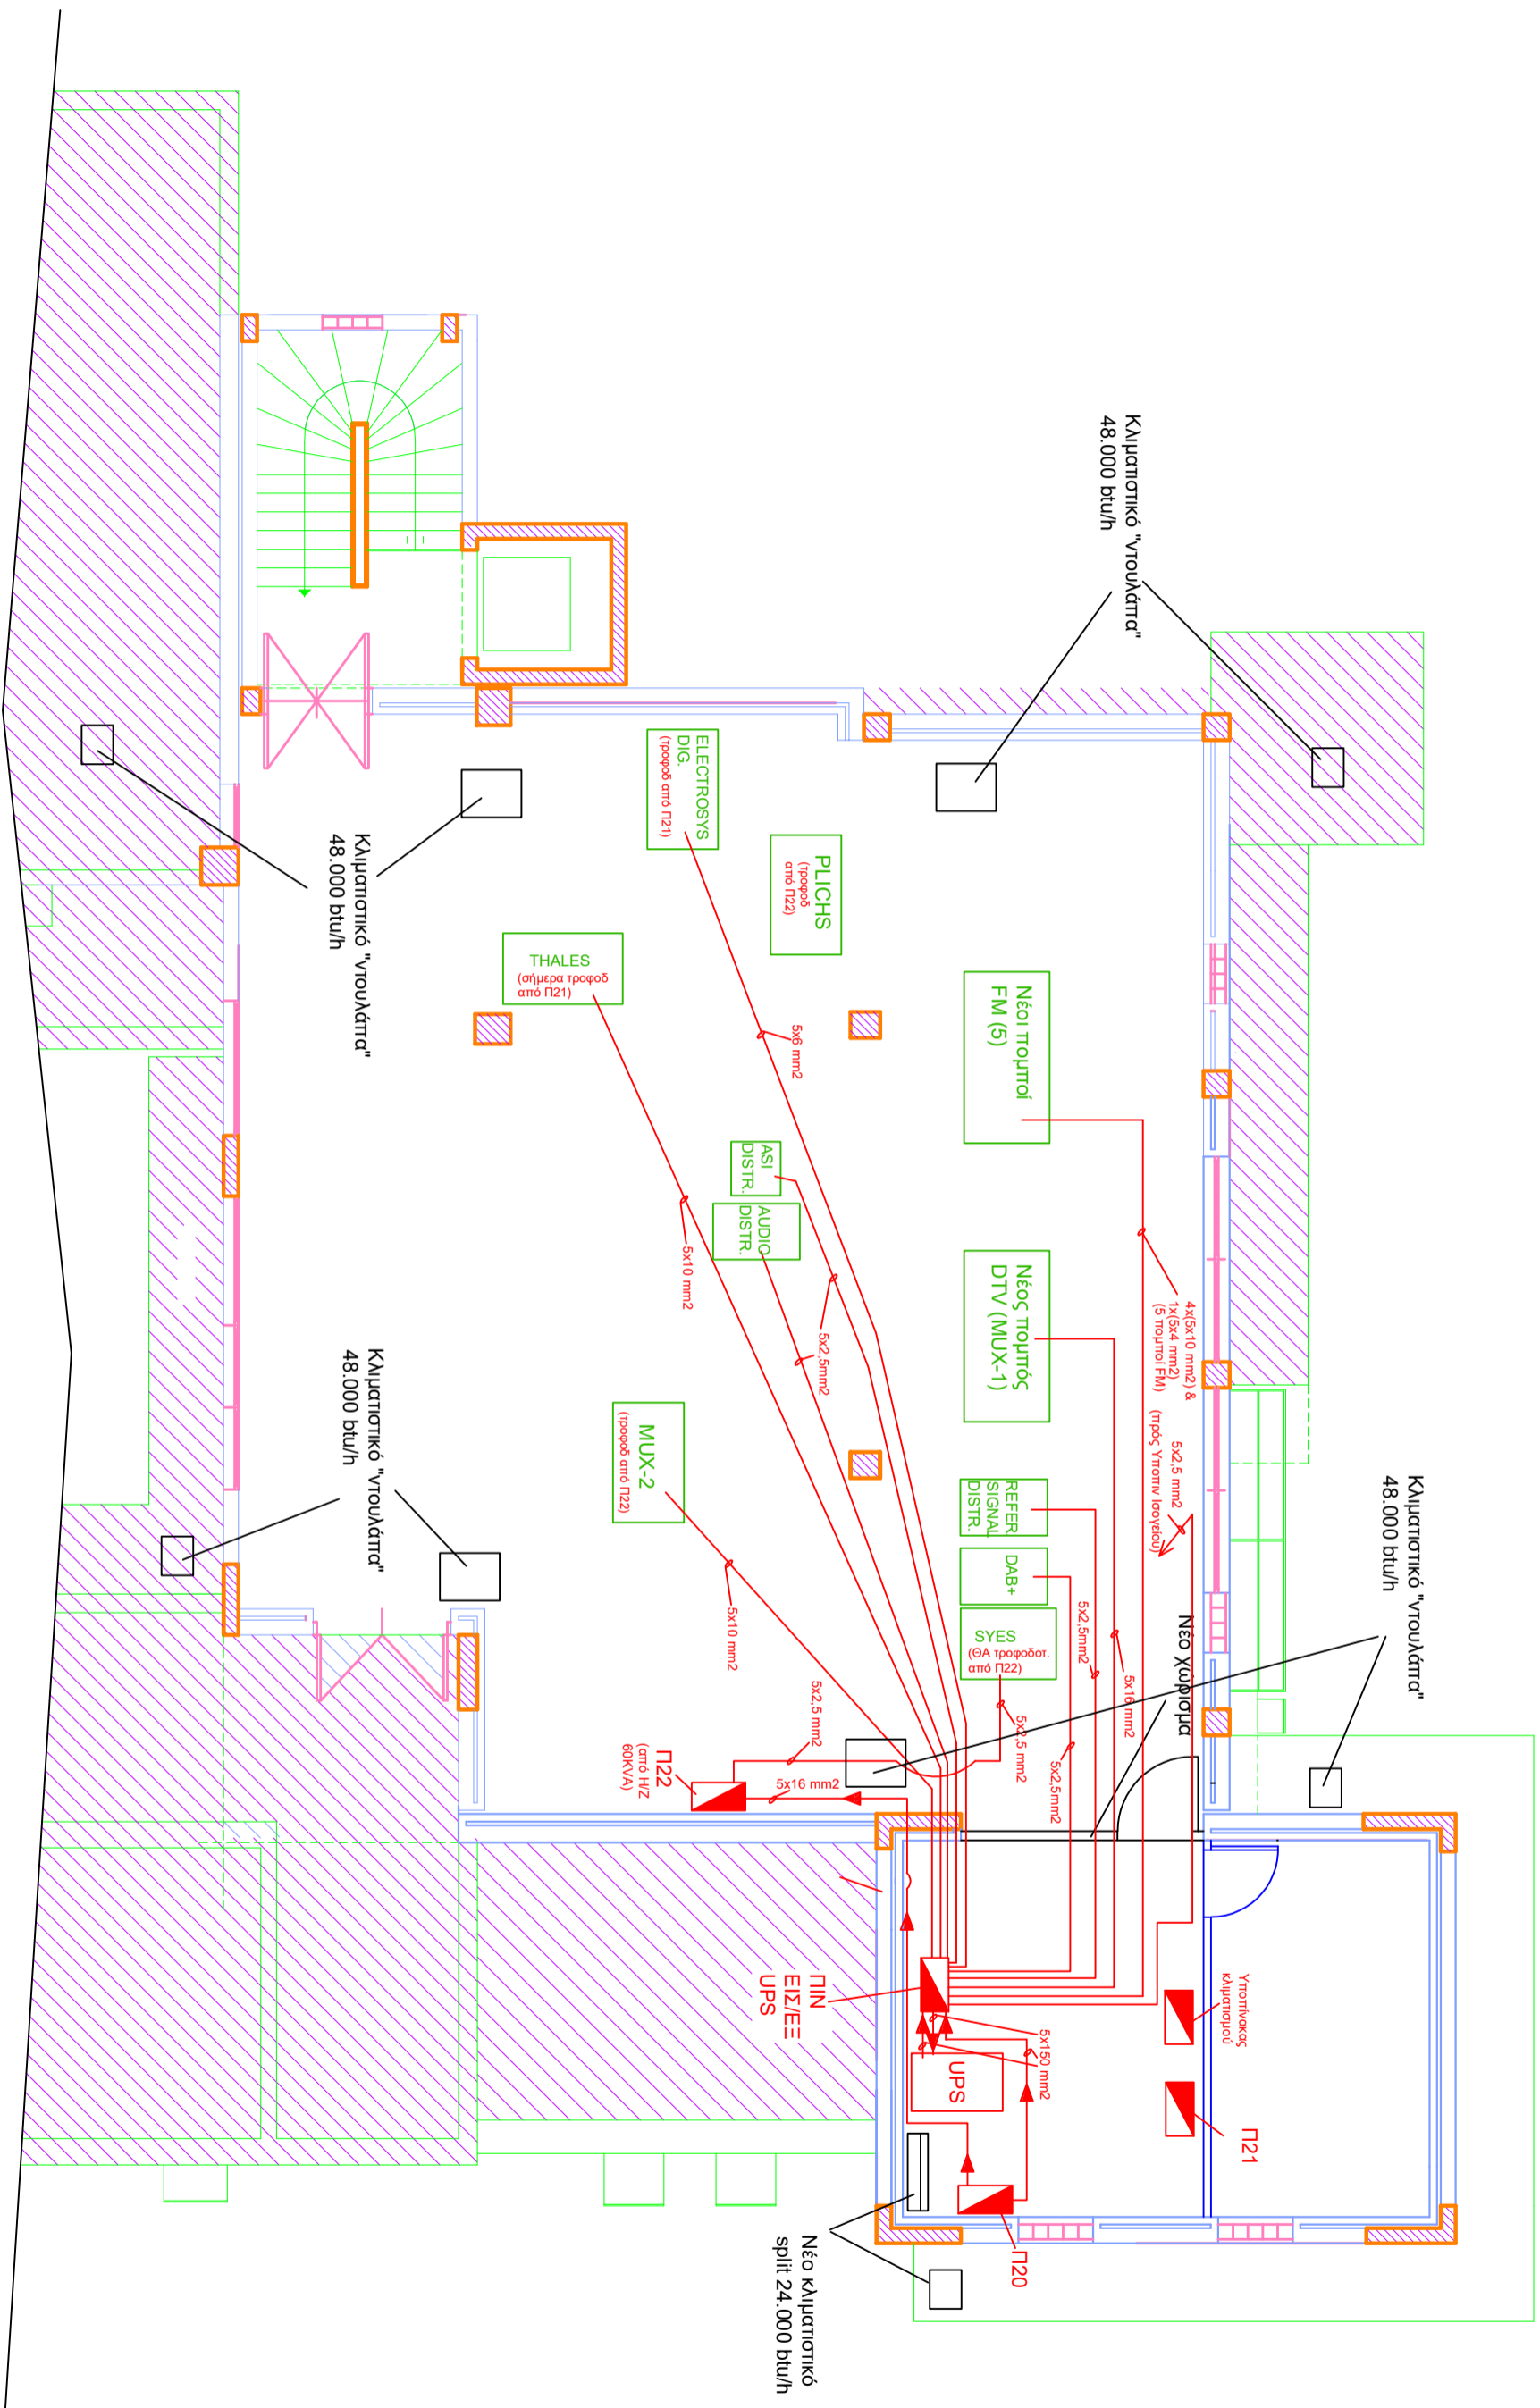 Κλιματιστικό "ντουλάπα"
48.000 btu/h
Κλιματιστικό "ντουλάπα"
48.000 btu/h
Κλιματιστικό "ντουλάπα"
48.000 btu/h
Κλιματιστικό "ντουλάπα"
48.000 btu/h
ELECTROSYS
DIG.
(τροφοδ από Π21)
PLICHS
(τροφοδ
από Π22)
THALES
(σήμερα τροφοδ
από Π21)
Νέοι πομποί
FM (5)
5x6 mm2
ASI
DISTR.
AUDIO
DISTR.
5x10 mm2
5x2,5mm2
Νέος πομπός
DTV (MUX-1)
4x(5x10 mm2) &
1x(5x4 mm2)
(5 πομποί FM)
5x2,5 mm2
(πρός Υποπιν Ισογείου)
MUX-2
(τροφοδ από Π22)
REFER
SIGNAL
DISTR.
DAB+
SYES
(ΘΑ τροφοδοτ.
από Π22)
5x2,5mm2
5x16 mm2
Νέο χώρισμα
5x10 mm2
5x2,5 mm2
5x2,5 mm2
5x2,5mm2
Π22
(από Η/Ζ
60KVA)
5x16 mm2
ΠΙΝ
ΕΙΣ/ΕΞ
UPS
Υποπίνακας
κλιματισμού
5x150 mm2
UPS
Π21
Π20
Νέο κλιματιστικό
split 24.000 btu/h